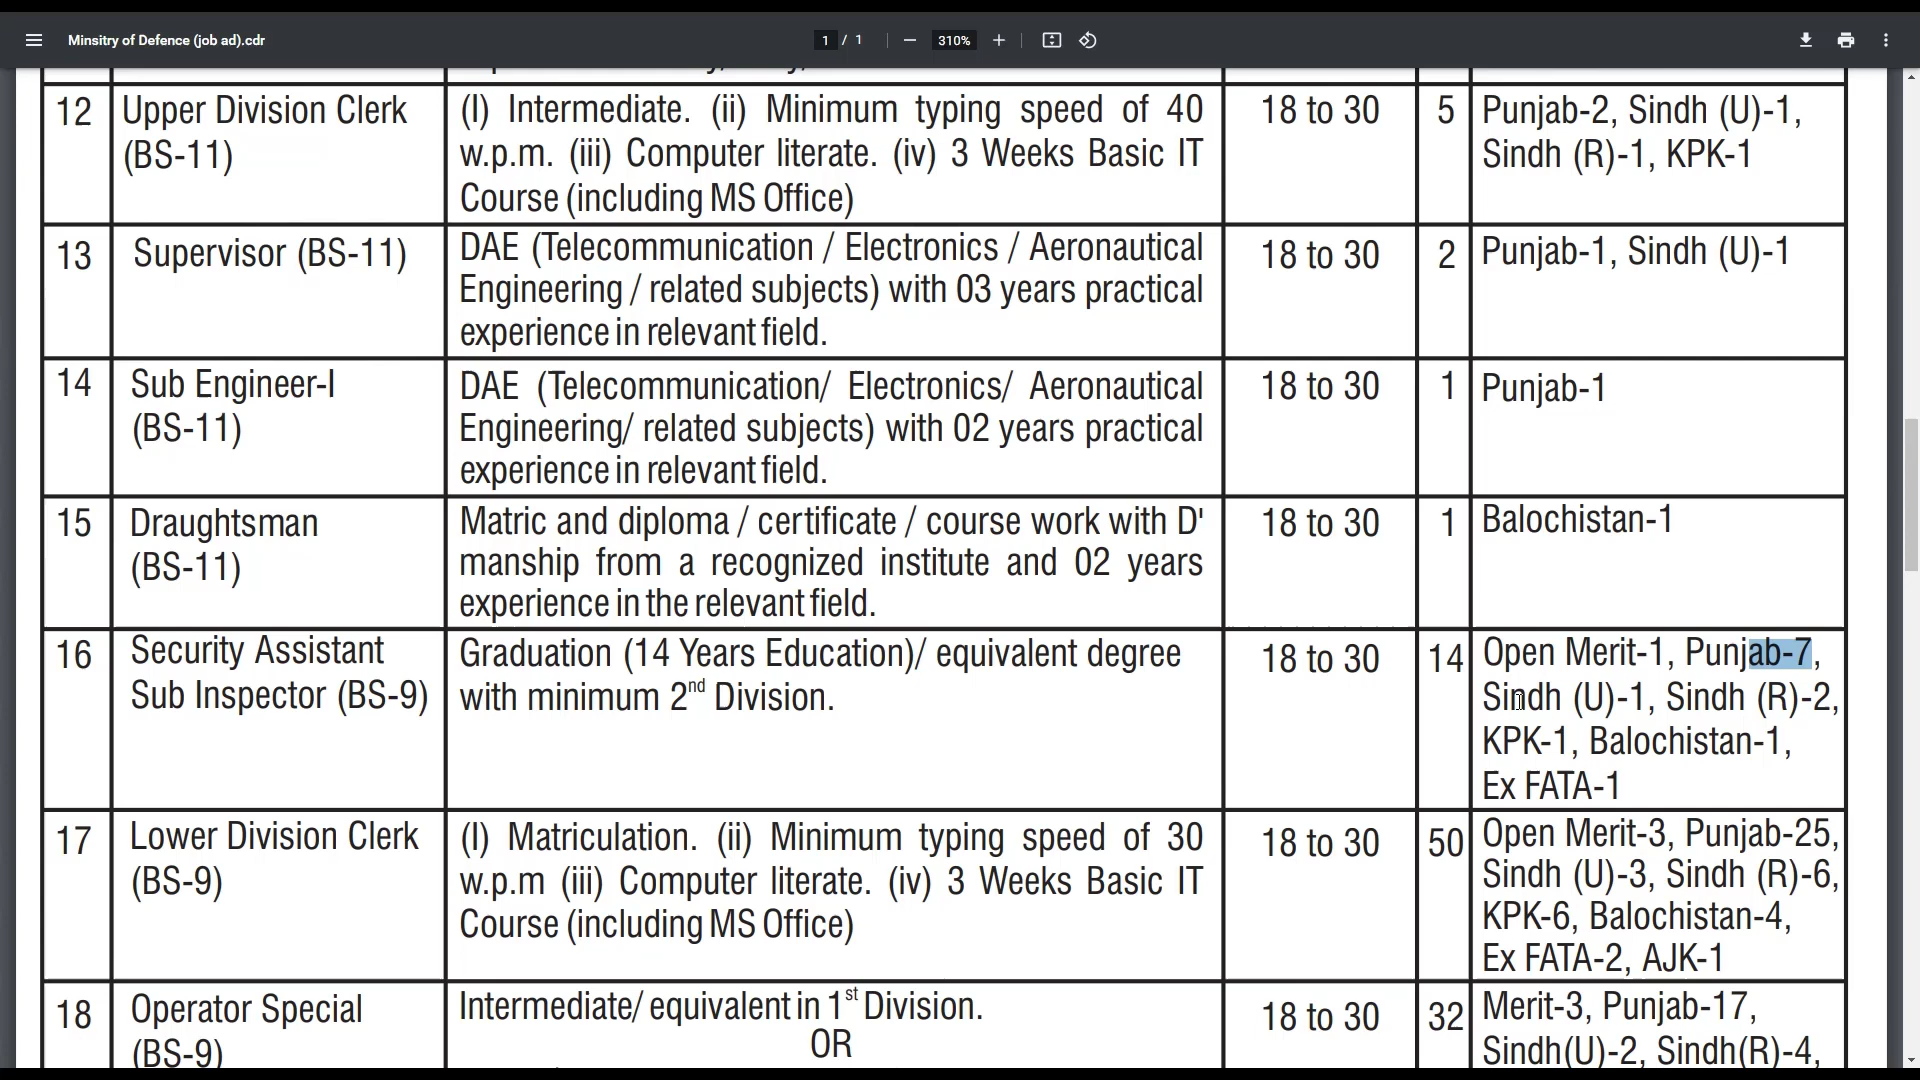 Minsitry of Defence (job ad).cdr
1 / 1
310%
12
Upper Division Clerk
(BS-11)
(I) Intermediate. (ii) Minimum typing speed of 40
w.p.m. (iii) Computer literate. (iv) 3 Weeks Basic IT
Course (including MS Office)
18 to 30
5
Punjab-2, Sindh (U)-1,
Sindh (R)-1, KPK-1
13
Supervisor (BS-11)
DAE (Telecommunication / Electronics / Aeronautical
Engineering / related subjects) with 03 years practical
experience in relevant field.
18 to 30
2
Punjab-1, Sindh (U)-1
14
Sub Engineer-I
(BS-11)
DAE (Telecommunication/ Electronics/ Aeronautical
Engineering/ related subjects) with 02 years practical
experience in relevant field.
18 to 30
1
Punjab-1
15
Draughtsman
(BS-11)
Matric and diploma / certificate / course work with D'
manship from a recognized institute and 02 years
experience in the relevant field.
18 to 30
1
Balochistan-1
16
Security Assistant
Sub Inspector (BS-9)
Graduation (14 Years Education)/ equivalent degree
with minimum 2nd Division.
18 to 30
14
Open Merit-1, Punjab-7,
Sindh (U)-1, Sindh (R)-2,
KPK-1, Balochistan-1,
Ex FATA-1
17
Lower Division Clerk
(BS-9)
(I) Matriculation. (ii) Minimum typing speed of 30
w.p.m (iii) Computer literate. (iv) 3 Weeks Basic IT
Course (including MS Office)
18 to 30
50
Open Merit-3, Punjab-25,
Sindh (U)-3, Sindh (R)-6,
KPK-6, Balochistan-4,
Ex FATA-2, AJK-1
18
Operator Special
(BS-9)
Intermediate/ equivalent in 1st Division.
OR
18 to 30
32
Merit-3, Punjab-17,
Sindh(U)-2, Sindh(R)-4,